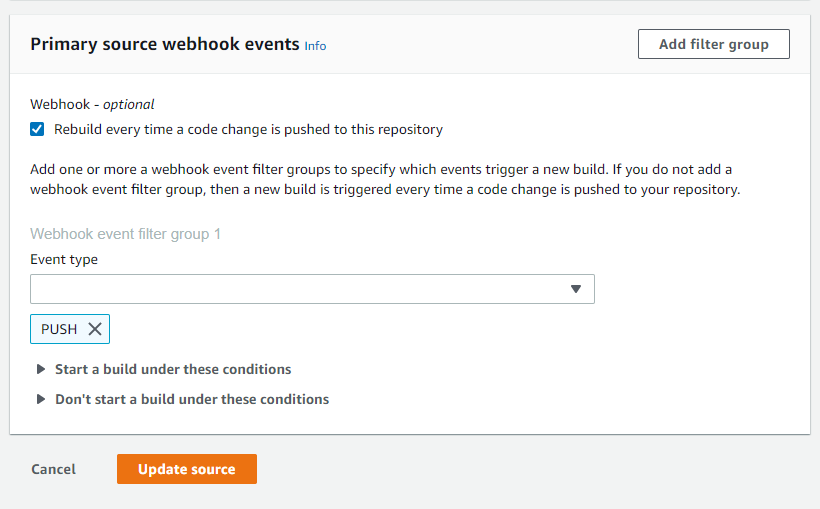 Primary source webhook events Info
Add filter group
Webhook - optional
Rebuild every time a code change is pushed to this repository
Add one or more a webhook event filter groups to specify which events trigger a new build. If you do not add a
webhook event filter group, then a new build is triggered every time a code change is pushed to your repository.
Webhook event filter group 1
Event type
PUSH
Start a build under these conditions
Don't start a build under these conditions
Cancel
Update source